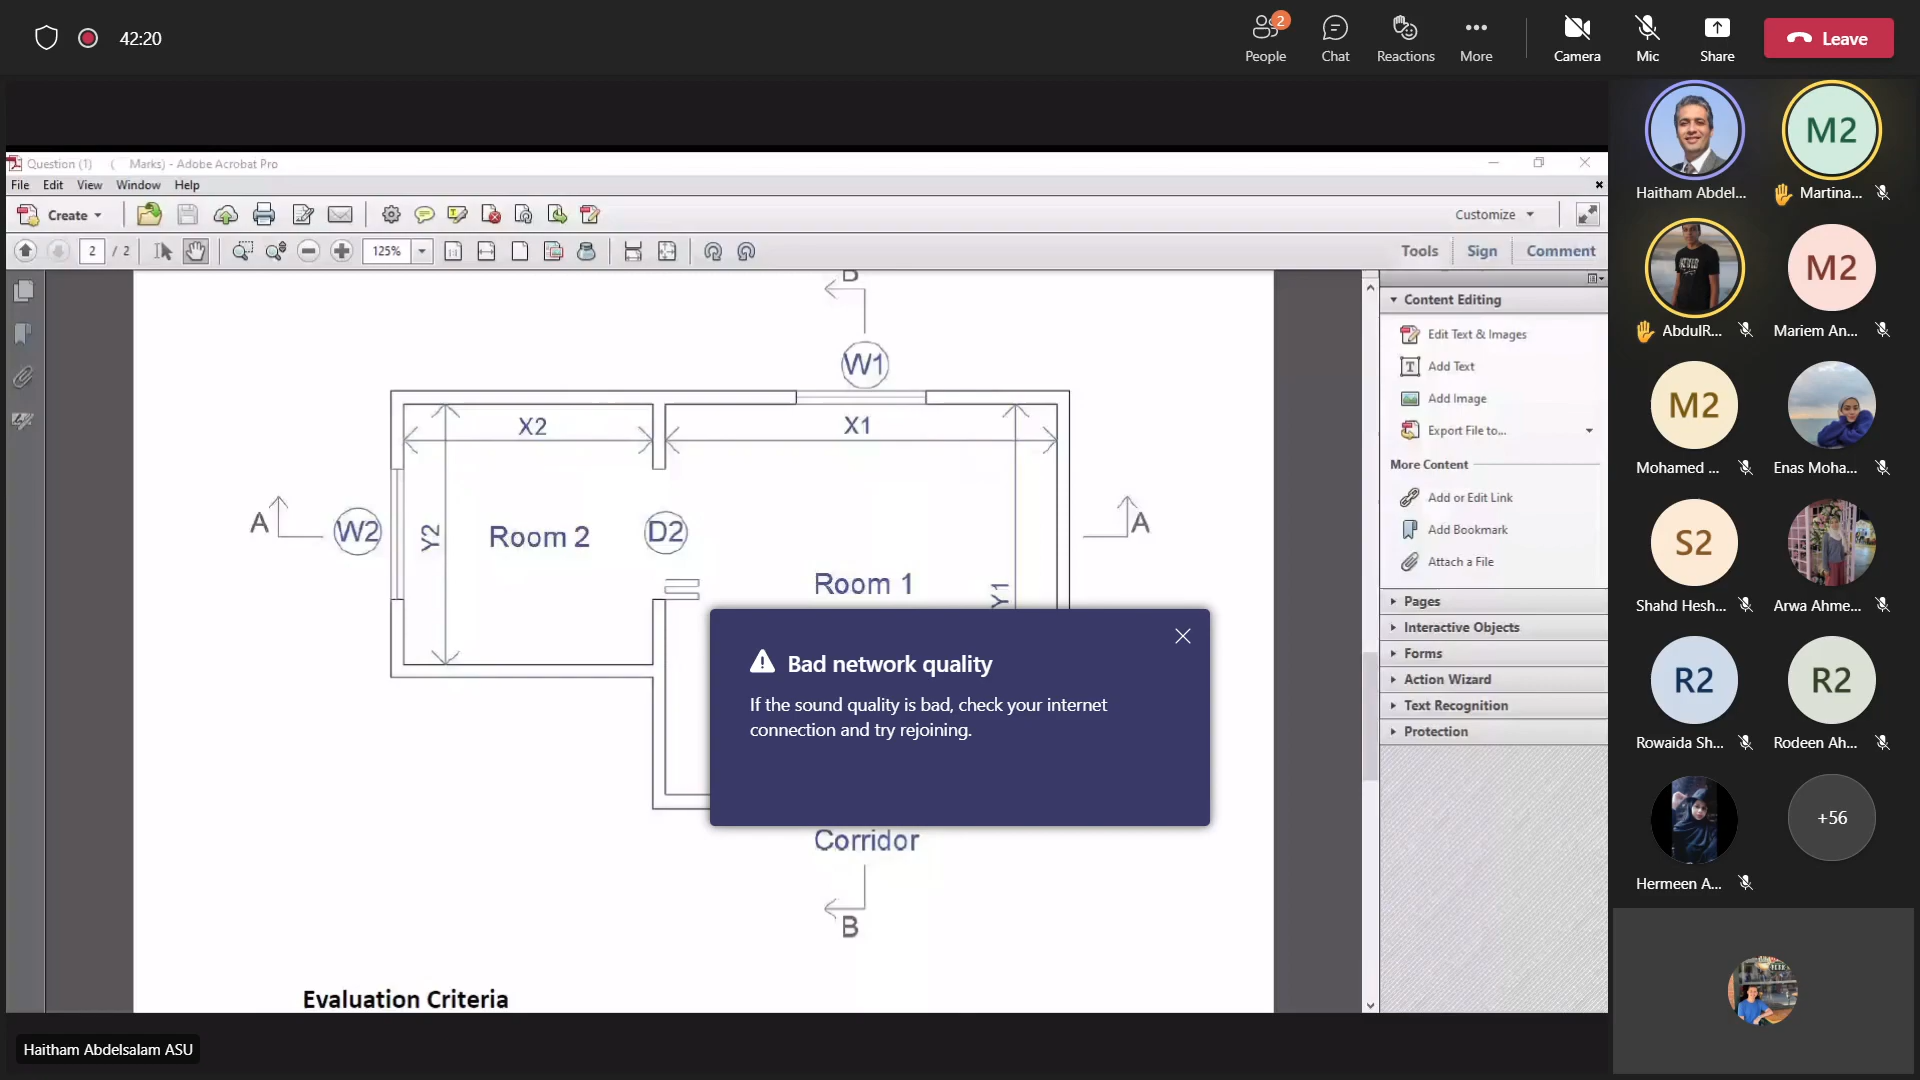 42:20
2
People
Chat
Reactions
More
Camera
Mic
Share
Leave
Question (1) ( Marks) - Adobe Acrobat Pro
File Edit View Window Help
Create
Customize
2 / 2
125%
Tools
Sign
Comment
B
W1
X2
X1
A
W2
Y2
Room 2
D2
A
Room 1
Y1
Corridor
B
Evaluation Criteria
Bad network quality
If the sound quality is bad, check your internet
connection and try rejoining.
Content Editing
Edit Text & Images
Add Text
Add Image
Export File to...
More Content
Add or Edit Link
Add Bookmark
Attach a File
Pages
Interactive Objects
Forms
Action Wizard
Text Recognition
Protection
Haitham Abdel...
M2
Martina...
AbdulR...
M2
Mariem An...
M2
Mohamed ...
Enas Moha...
S2
Shahd Hesh...
Arwa Ahme...
R2
Rowaida Sh...
R2
Rodeen Ah...
Hermeen A...
+56
Haitham Abdelsalam ASU